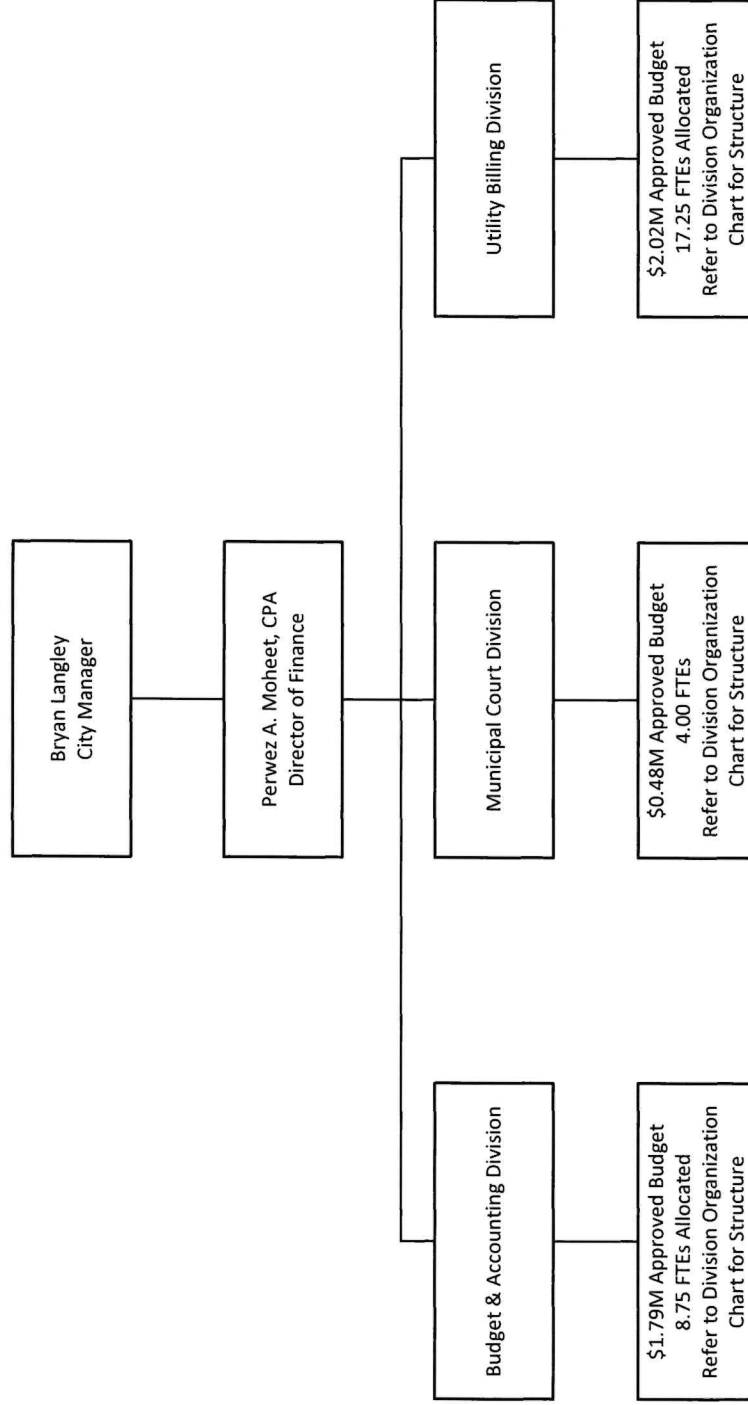 Bryan Langley
City Manager
Perwez A. Moheet, CPA
Director of Finance
Budget & Accounting Division
Municipal Court Division
Utility Billing Division
$1.79M Approved Budget
8.75 FTEs Allocated
Refer to Division Organization
Chart for Structure
$0.48M Approved Budget
4.00 FTEs
Refer to Division Organization
Chart for Structure
$2.02M Approved Budget
17.25 FTEs Allocated
Refer to Division Organization
Chart for Structure